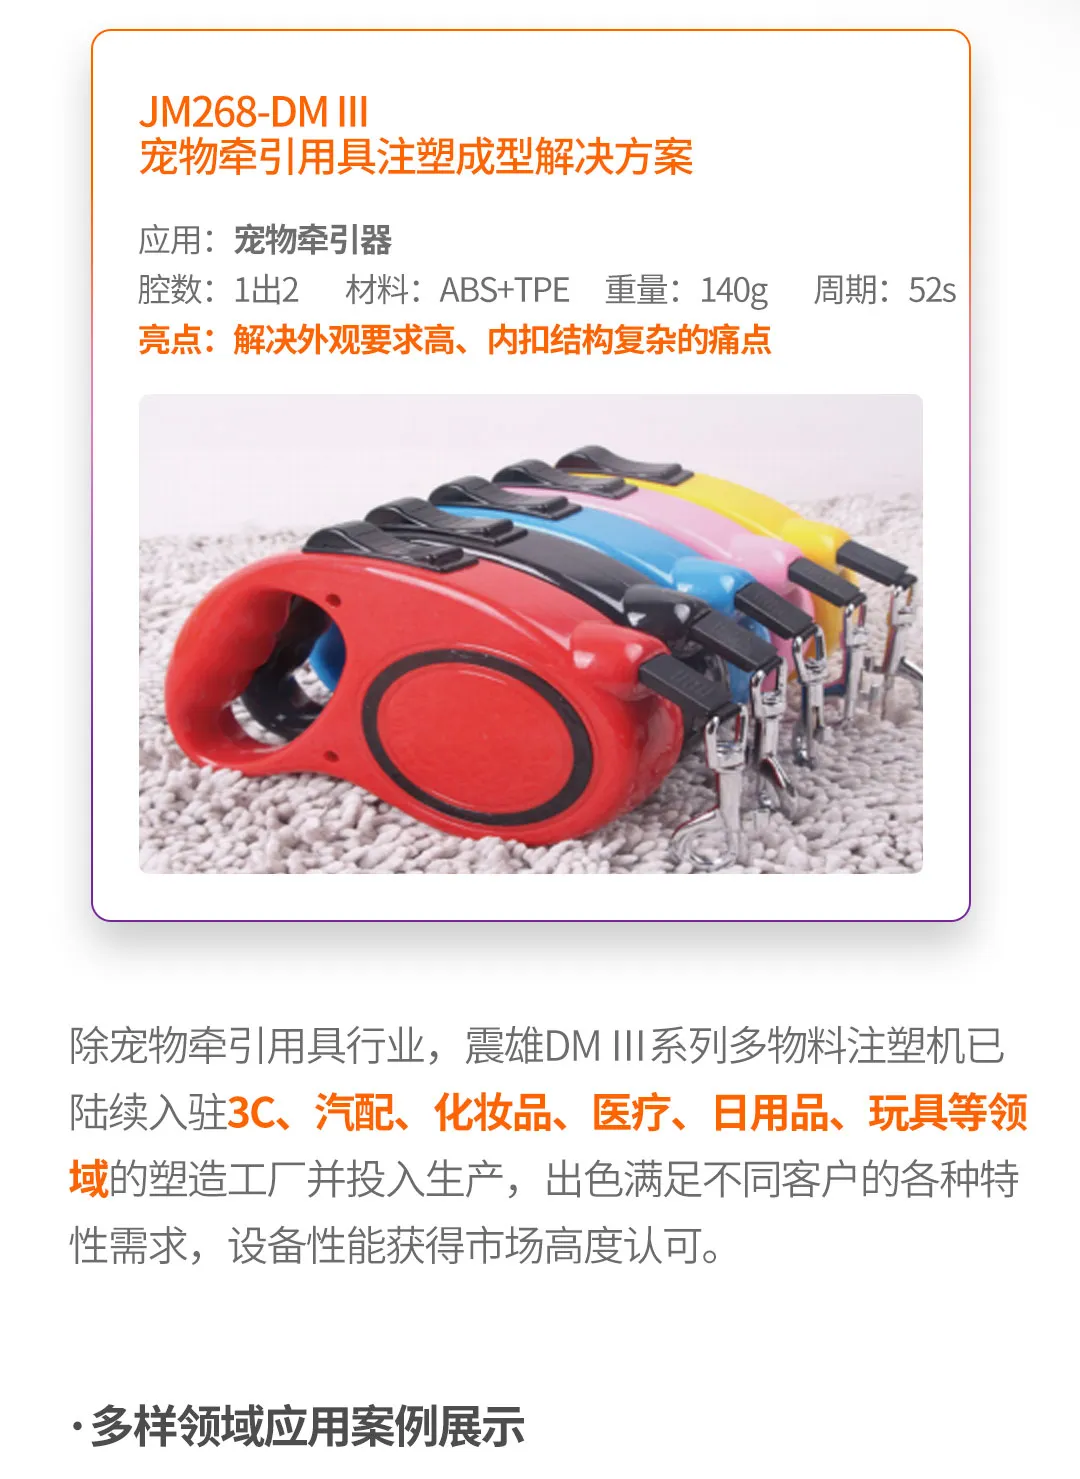 JM268-DM III
宠物牵引用具注塑成型解决方案
应用：宠物牵引器
腔数：1出2 材料：ABS+TPE 重量：140g 周期：52s
亮点：解决外观要求高、内扣结构复杂的痛点
除宠物牵引用具行业，震雄DM III系列多物料注塑机已
陆续入驻3C、汽配、化妆品、医疗、日用品、玩具等领
域的塑造工厂并投入生产，出色满足不同客户的各种特
性需求，设备性能获得市场高度认可。
·多样领域应用案例展示